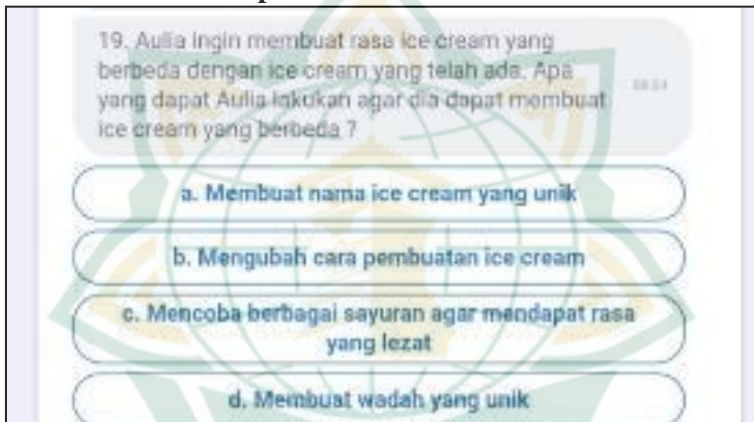 19. Aulia ingin membuat rasa ice cream yang
berbeda dengan ice cream yang telah ada. Apa
yang dapat Aulia lakukan agar dia dapat membuat
ice cream yang berbeda ?
a. Membuat nama ice cream yang unik
b. Mengubah cara pembuatan ice cream
c. Mencoba berbagai sayuran agar mendapat rasa
yang lezat
d. Membuat wadah yang unik